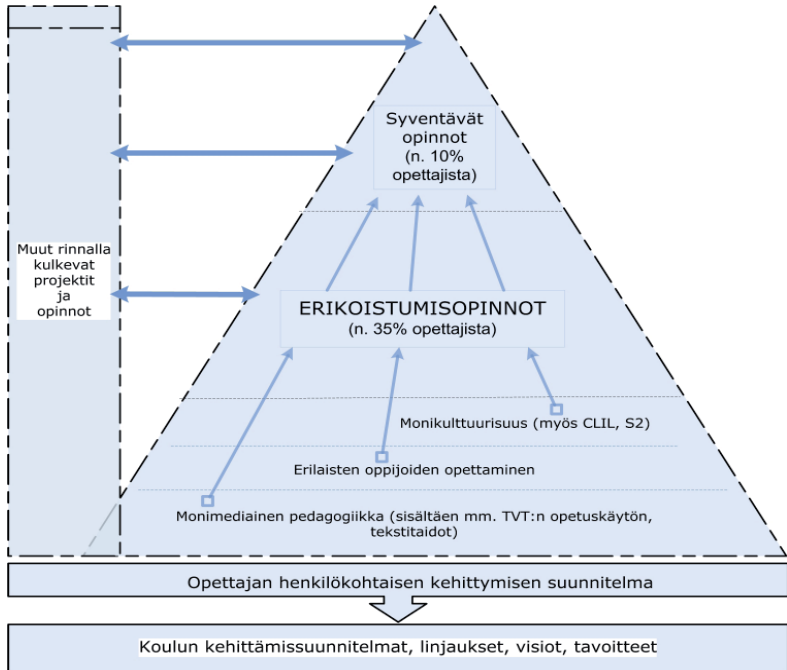 Syventävät
opinnot
(n. 10%
opettajista)
Muut rinnalla
kulkevat
projektit
ja
opinnot
ERIKOISTUMISOPINNOT
(n. 35% opettajista)
Monikulttuurisuus (myös CLIL, S2)
Erilaisten oppijoiden opettaminen
Monimediainen pedagogiikka (sisältäen mm. TVT:n opetuskäytön,
tekstitaidot)
Opettajan henkilökohtaisen kehittymisen suunnitelma
Koulun kehittämissuunnitelmat, linjaukset, visiot, tavoitteet